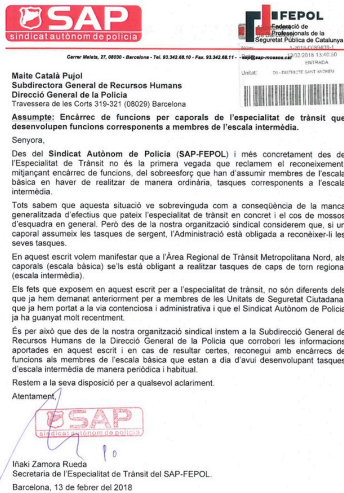 SAP
sindicat autònom de policia
FEPOL
Federació de
Professionals de la
Seguretat Pública de Catalunya
Carrer Melais, 27, 08030 - Barcelona - Tel. 93.342.68.10 - Fax. 93.342.68.11 -
13:40:00
ENTRADA
Maite Català Pujol
Subdirectora General de Recursos Humans
Direcció General de la Policia
Travessera de les Corts 319-321 (08029) Barcelona
Assumpte: Encàrrec de funcions per caporals de l'especialitat de trànsit que
desenvolupen funcions corresponents a membres de l'escala intermèdia.
Senyora,
Des del Sindicat Autònom de Policia (SAP-FEPOL) i més concretament des de
l'Especialitat de Trànsit no és la primera vegada que reclamem el reconeixement,
mitjançant encàrrec de funcions, del sobreesforç que han d'assumir membres de l'escala
bàsica en haver de realitzar de manera ordinària, tasques corresponents a l'escala
intermèdia.
Tots sabem que aquesta situació ve sobrevinguda com a conseqüència de la manca
generalitzada d'efectius que pateix l'especialitat de trànsit en concret i el cos de mossos
d'esquadra en general. Però des de la nostra organització sindical considerem que, si un
caporal assumeix les tasques de sergent, l'Administració està obligada a reconèixer-li les
seves tasques.
En aquest escrit volem manifestar que a l'Àrea Regional de Trànsit Metropolitana Nord, als
caporals (escala bàsica) se'ls està obligant a realitzar tasques de caps de torn regional
(escala intermèdia).
Els fets que exposem en aquest escrit per a l'especialitat de trànsit, no són diferents dels
que ja hem demanat anteriorment per a membres de les Unitats de Seguretat Ciutadana,
que ja hem portat a la via contenciosa i administrativa i que el Sindicat Autònom de Policia
ja ha guanyat molt recentment.
És per això que des de la nostra organització sindical instem a la Subdirecció General de
Recursos Humans de la Direcció General de la Policia que corrobori les informacions
aportades en aquest escrit i en cas de resultar certes, reconegui amb encàrrecs de
funcions als membres de l'escala bàsica que estan a dia d'avui desenvolupant tasques
d'escala intermèdia de manera periòdica i habitual.
Restem a la seva disposició per a qualsevol aclariment.
Atentament,
SAP
sindicat autònom de policia
Iñaki Zamora Rueda
Secretaria de l'Especialitat de Trànsit del SAP-FEPOL.
Barcelona, 13 de febrer del 2018